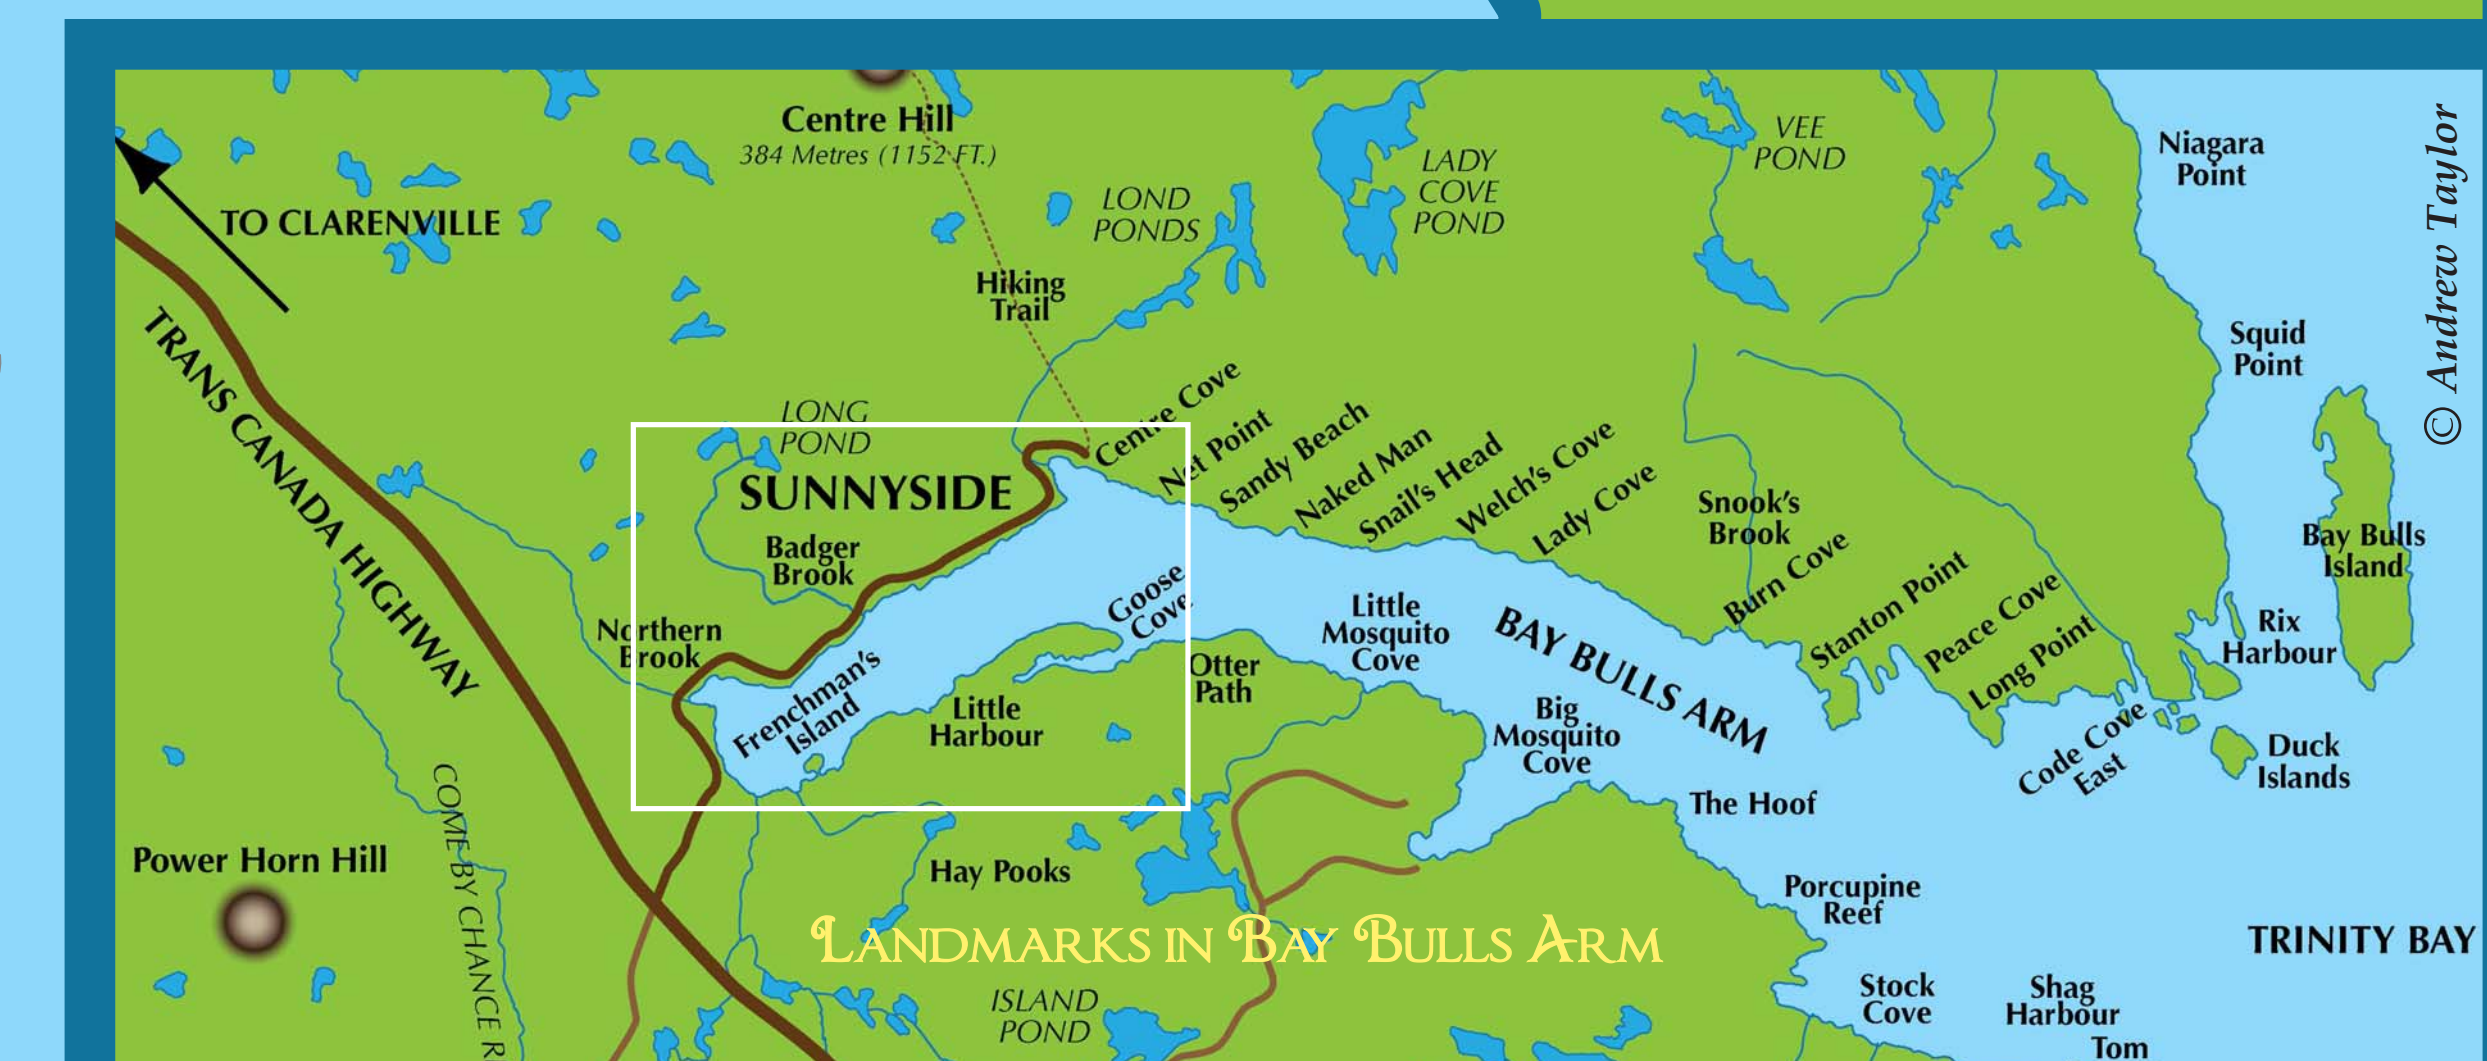 Centre Hill
384 Metres (1152 FT.)
TO CLARENVILLE
LOND
PONDS
LADY
COVE
POND
VEE
POND
Niagara
Point
© Andrew Taylor
Hiking
Trail
TRANS CANADA HIGHWAY
Squid
Point
LONG
POND
SUNNYSIDE
Centre Cove
Net Point
Sandy Beach
Naked Man
Snail's Head
Welch's Cove
Lady Cove
Snook's
Brook
Burn Cove
Stanton Point
Peace Cove
Long Point
Code Cove
East
Bay Bulls
Island
Rix
Harbour
Duck
Islands
Badger
Brook
Northern
Brook
Goose
Cove
Frenchman's
Island
Little
Harbour
Otter
Path
Little
Mosquito
Cove
BAY BULLS ARM
Big
Mosquito
Cove
The Hoof
COME BY CHANCE R
Power Horn Hill
Hay Pooks
Porcupine
Reef
LANDMARKS IN BAY BULLS ARM
TRINITY BAY
ISLAND
POND
Stock
Cove
Shag
Harbour
Tom